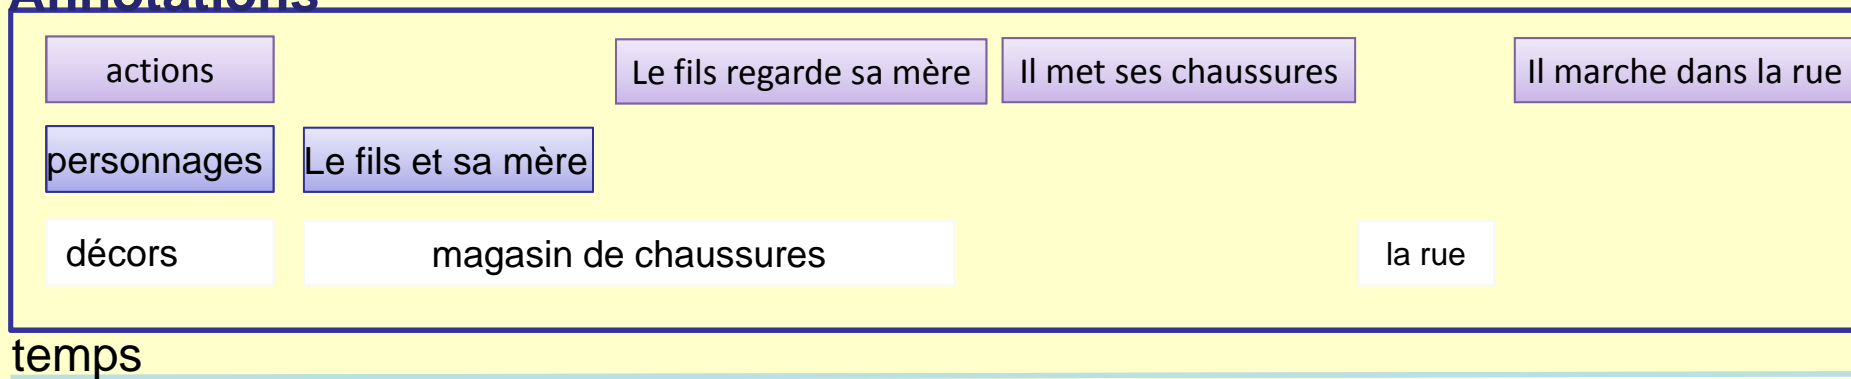 Annotations
actions Le fils regarde sa mère Il met ses chaussures Il marche dans la rue
personnages Le fils et sa mère
décors magasin de chaussures la rue
temps